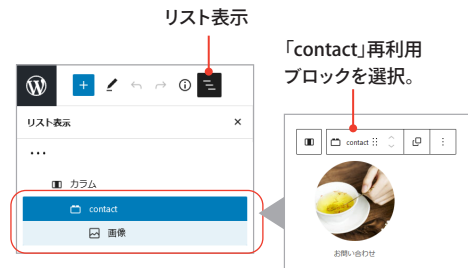 リスト表示
「contact」再利用
ブロックを選択。
リスト表示
カラム
contact
画像
contact
お問い合わせ